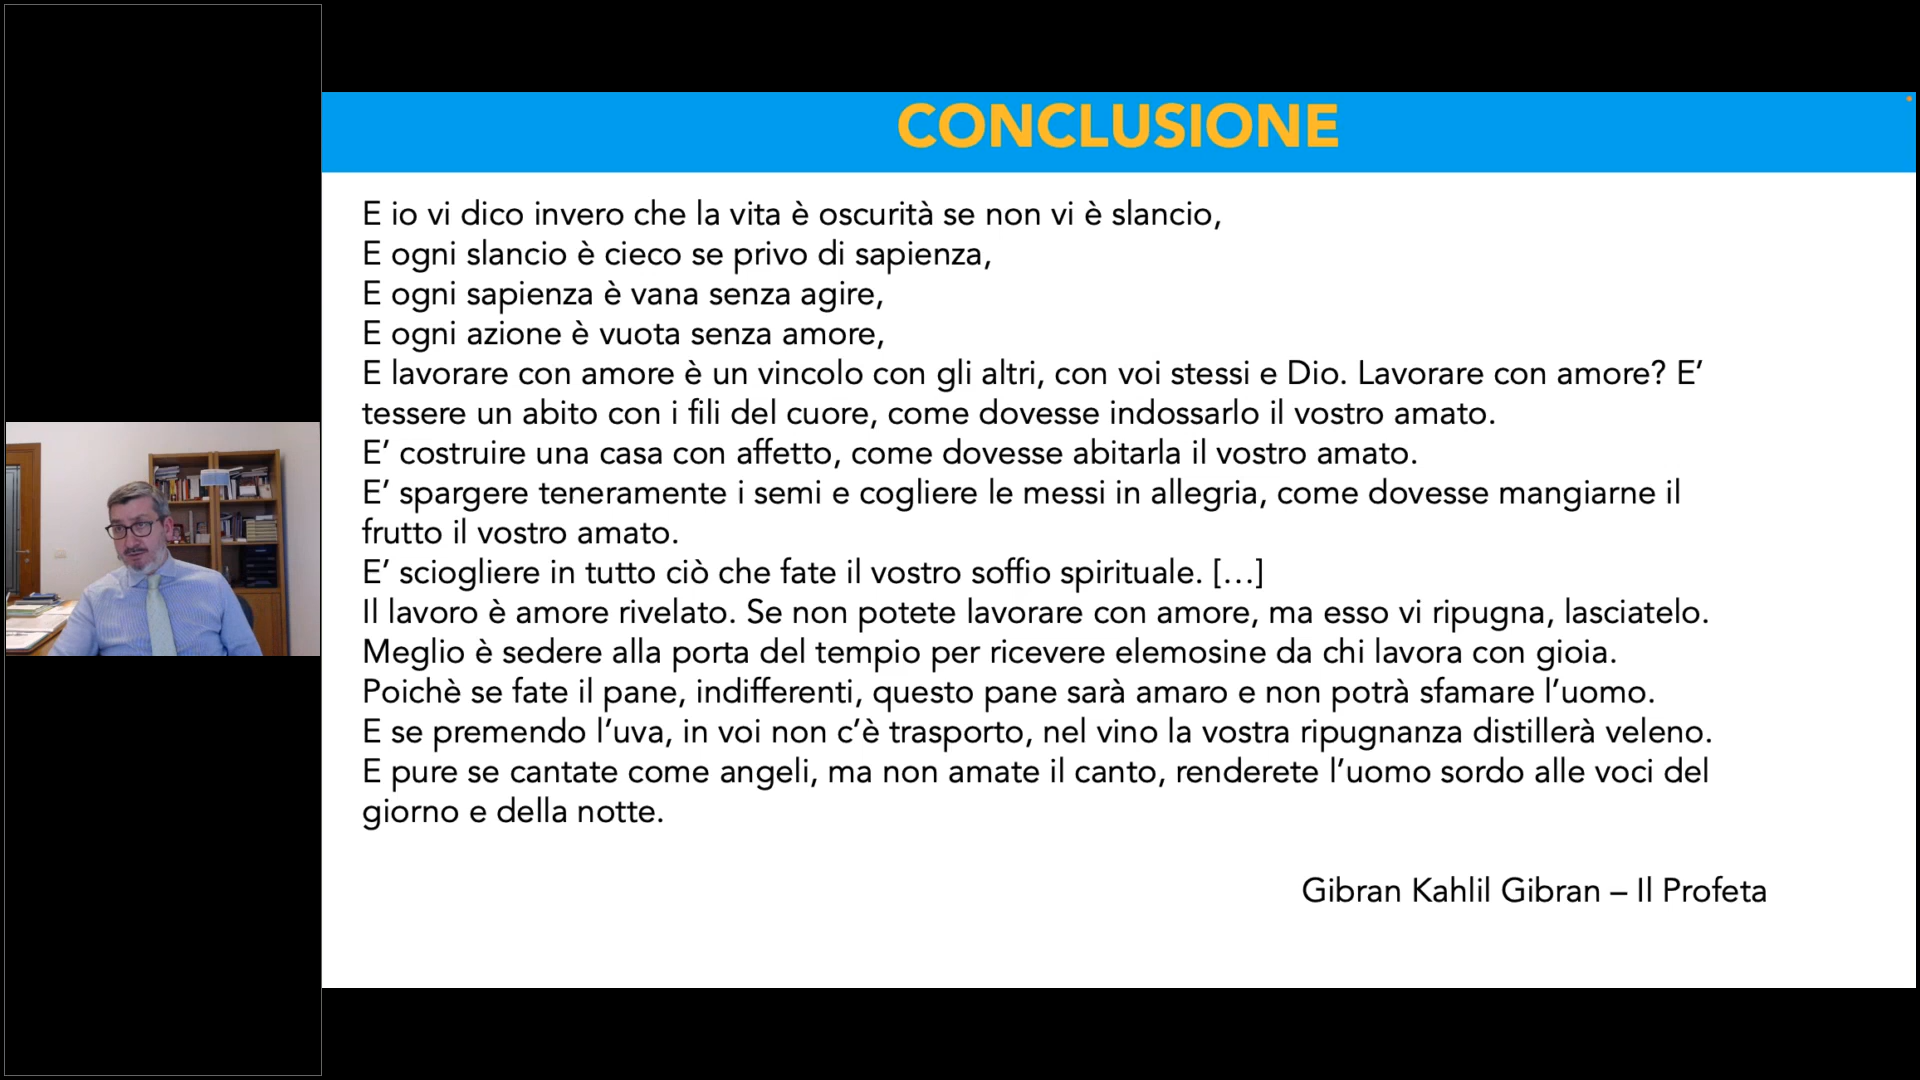 CONCLUSIONE
E io vi dico invero che la vita è oscurità se non vi è slancio,
E ogni slancio è cieco se privo di sapienza,
E ogni sapienza è vana senza agire,
E ogni azione è vuota senza amore,
E lavorare con amore è un vincolo con gli altri, con voi stessi e Dio. Lavorare con amore? E’
tessere un abito con i fili del cuore, come dovesse indossarlo il vostro amato.
E’ costruire una casa con affetto, come dovesse abitarla il vostro amato.
E’ spargere teneramente i semi e cogliere le messi in allegria, come dovesse mangiarne il
frutto il vostro amato.
E’ sciogliere in tutto ciò che fate il vostro soffio spirituale. […]
Il lavoro è amore rivelato. Se non potete lavorare con amore, ma esso vi ripugna, lasciatelo.
Meglio è sedere alla porta del tempio per ricevere elemosine da chi lavora con gioia.
Poichè se fate il pane, indifferenti, questo pane sarà amaro e non potrà sfamare l’uomo.
E se premendo l’uva, in voi non c’è trasporto, nel vino la vostra ripugnanza distillerà veleno.
E pure se cantate come angeli, ma non amate il canto, renderete l’uomo sordo alle voci del
giorno e della notte.
Gibran Kahlil Gibran – Il Profeta